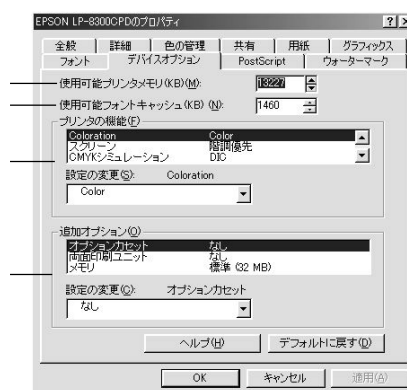 EPSON LP-8300CPDのプロパティ
全般 詳細 色の管理 共有 用紙 グラフィックス
フォント デバイスオプション PostScript ウォーターマーク
使用可能プリンタメモリ(KB)(M): 13227
使用可能フォントキャッシュ(KB) (N): 1460
プリンタの機能(F)
Coloration Color
スクリーン 階調優先
CMYKシミュレーション DIC
設定の変更(S): Coloration
Color
追加オプション(O)
オプションカセット なし
両面印刷ユニット なし
メモリ 標準 (32 MB)
設定の変更(C): オプションカセット
なし
ヘルプ(H) デフォルトに戻す(D)
OK キャンセル 適用(A)